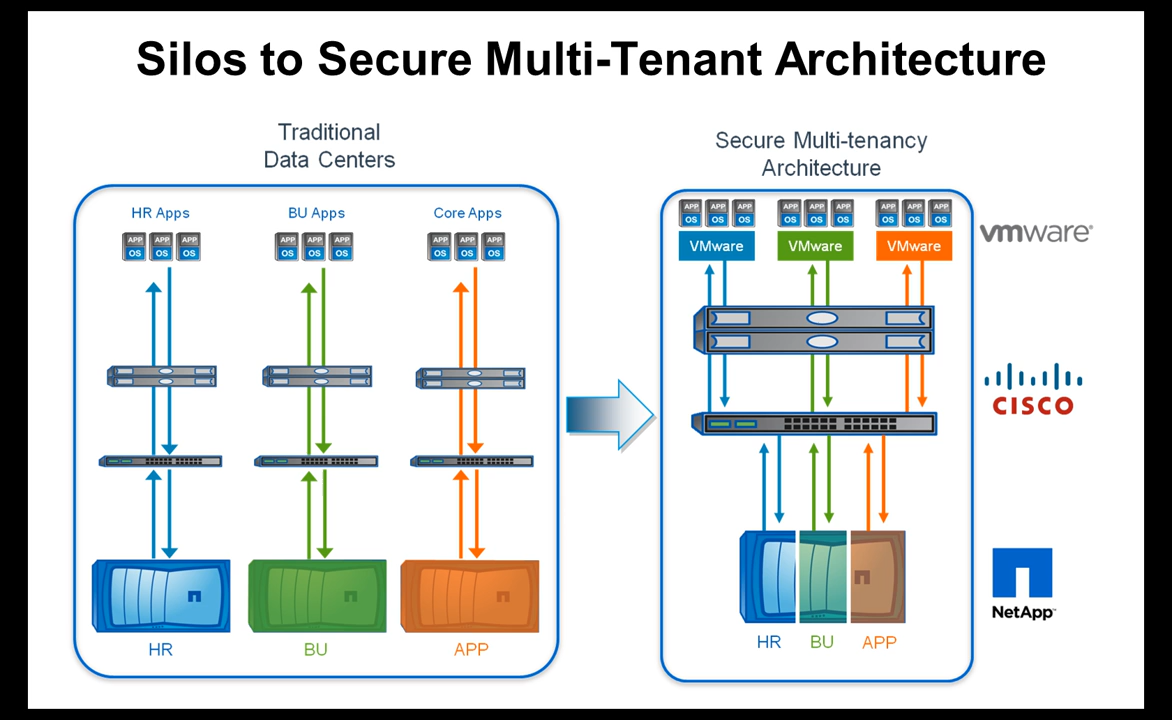 Silos to Secure Multi-Tenant Architecture
Traditional
Data Centers
HR Apps
BU Apps
Core Apps
APP APP APP
OS OS OS
APP APP APP
OS OS OS
APP APP APP
OS OS OS
HR
BU
APP
Secure Multi-tenancy
Architecture
APP APP APP
OS OS OS
APP APP APP
OS OS OS
APP APP APP
OS OS OS
VMware
VMware
VMware
HR
BU
APP
vmware®
CISCO
NetApp™